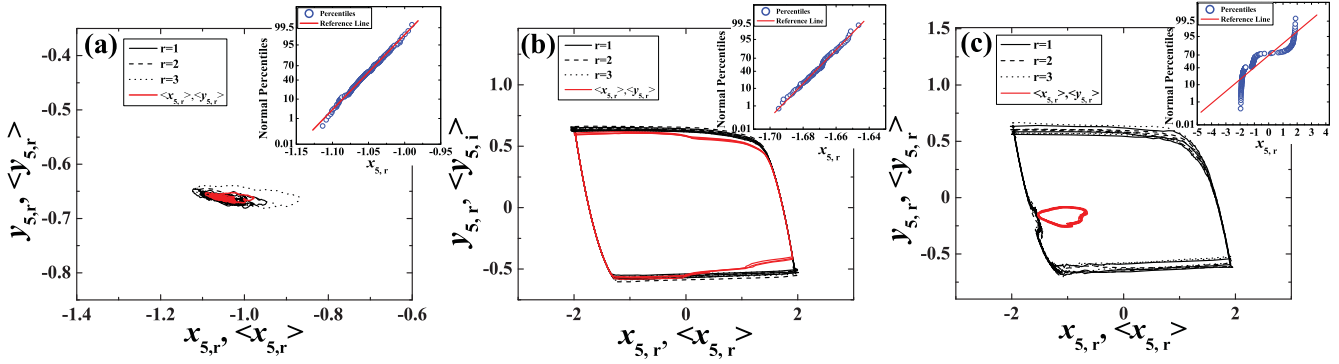 (a)
r=1
r=2
r=3
<x5,r>,<y5,r>
y5,r, <y5,r>
-0.4
-0.5
-0.6
-0.7
-0.8
-1.4 -1.2 -1.0 -0.8 -0.6
x5,r, <x5,r>
Percentiles
Reference Line
Normal Percentiles
99.5
95
70
40
10
1
0.01
-1.15 -1.10 -1.05 -1.00 -0.95
x5, r
(b)
r=1
r=2
r=3
<x5, r>,<y5, r>
y5, r, <y5, i>
1.0
0.5
0
-0.5
-2 0 2
x5, r, <x5, r>
Percentiles
Reference Line
Normal Percentiles
99.5
95
70
40
10
1
0.01
-1.70 -1.68 -1.66 -1.64
x5, r
(c)
r=1
r=2
r=3
<x5, r>,<y5, r>
y5, r, <y5, r>
1.5
1.0
0.5
0
-0.5
-2 0 2
x5, r, <x5, r>
Percentiles
Reference Line
Normal Percentiles
99.5
95
70
40
10
1
0.01
-5 -4 -3 -2 -1 0 1 2 3 4 5
x5, r